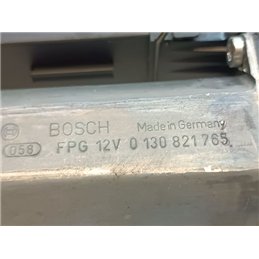 BOSCH Made in Germany
058 FPG 12V 0 130 821 765